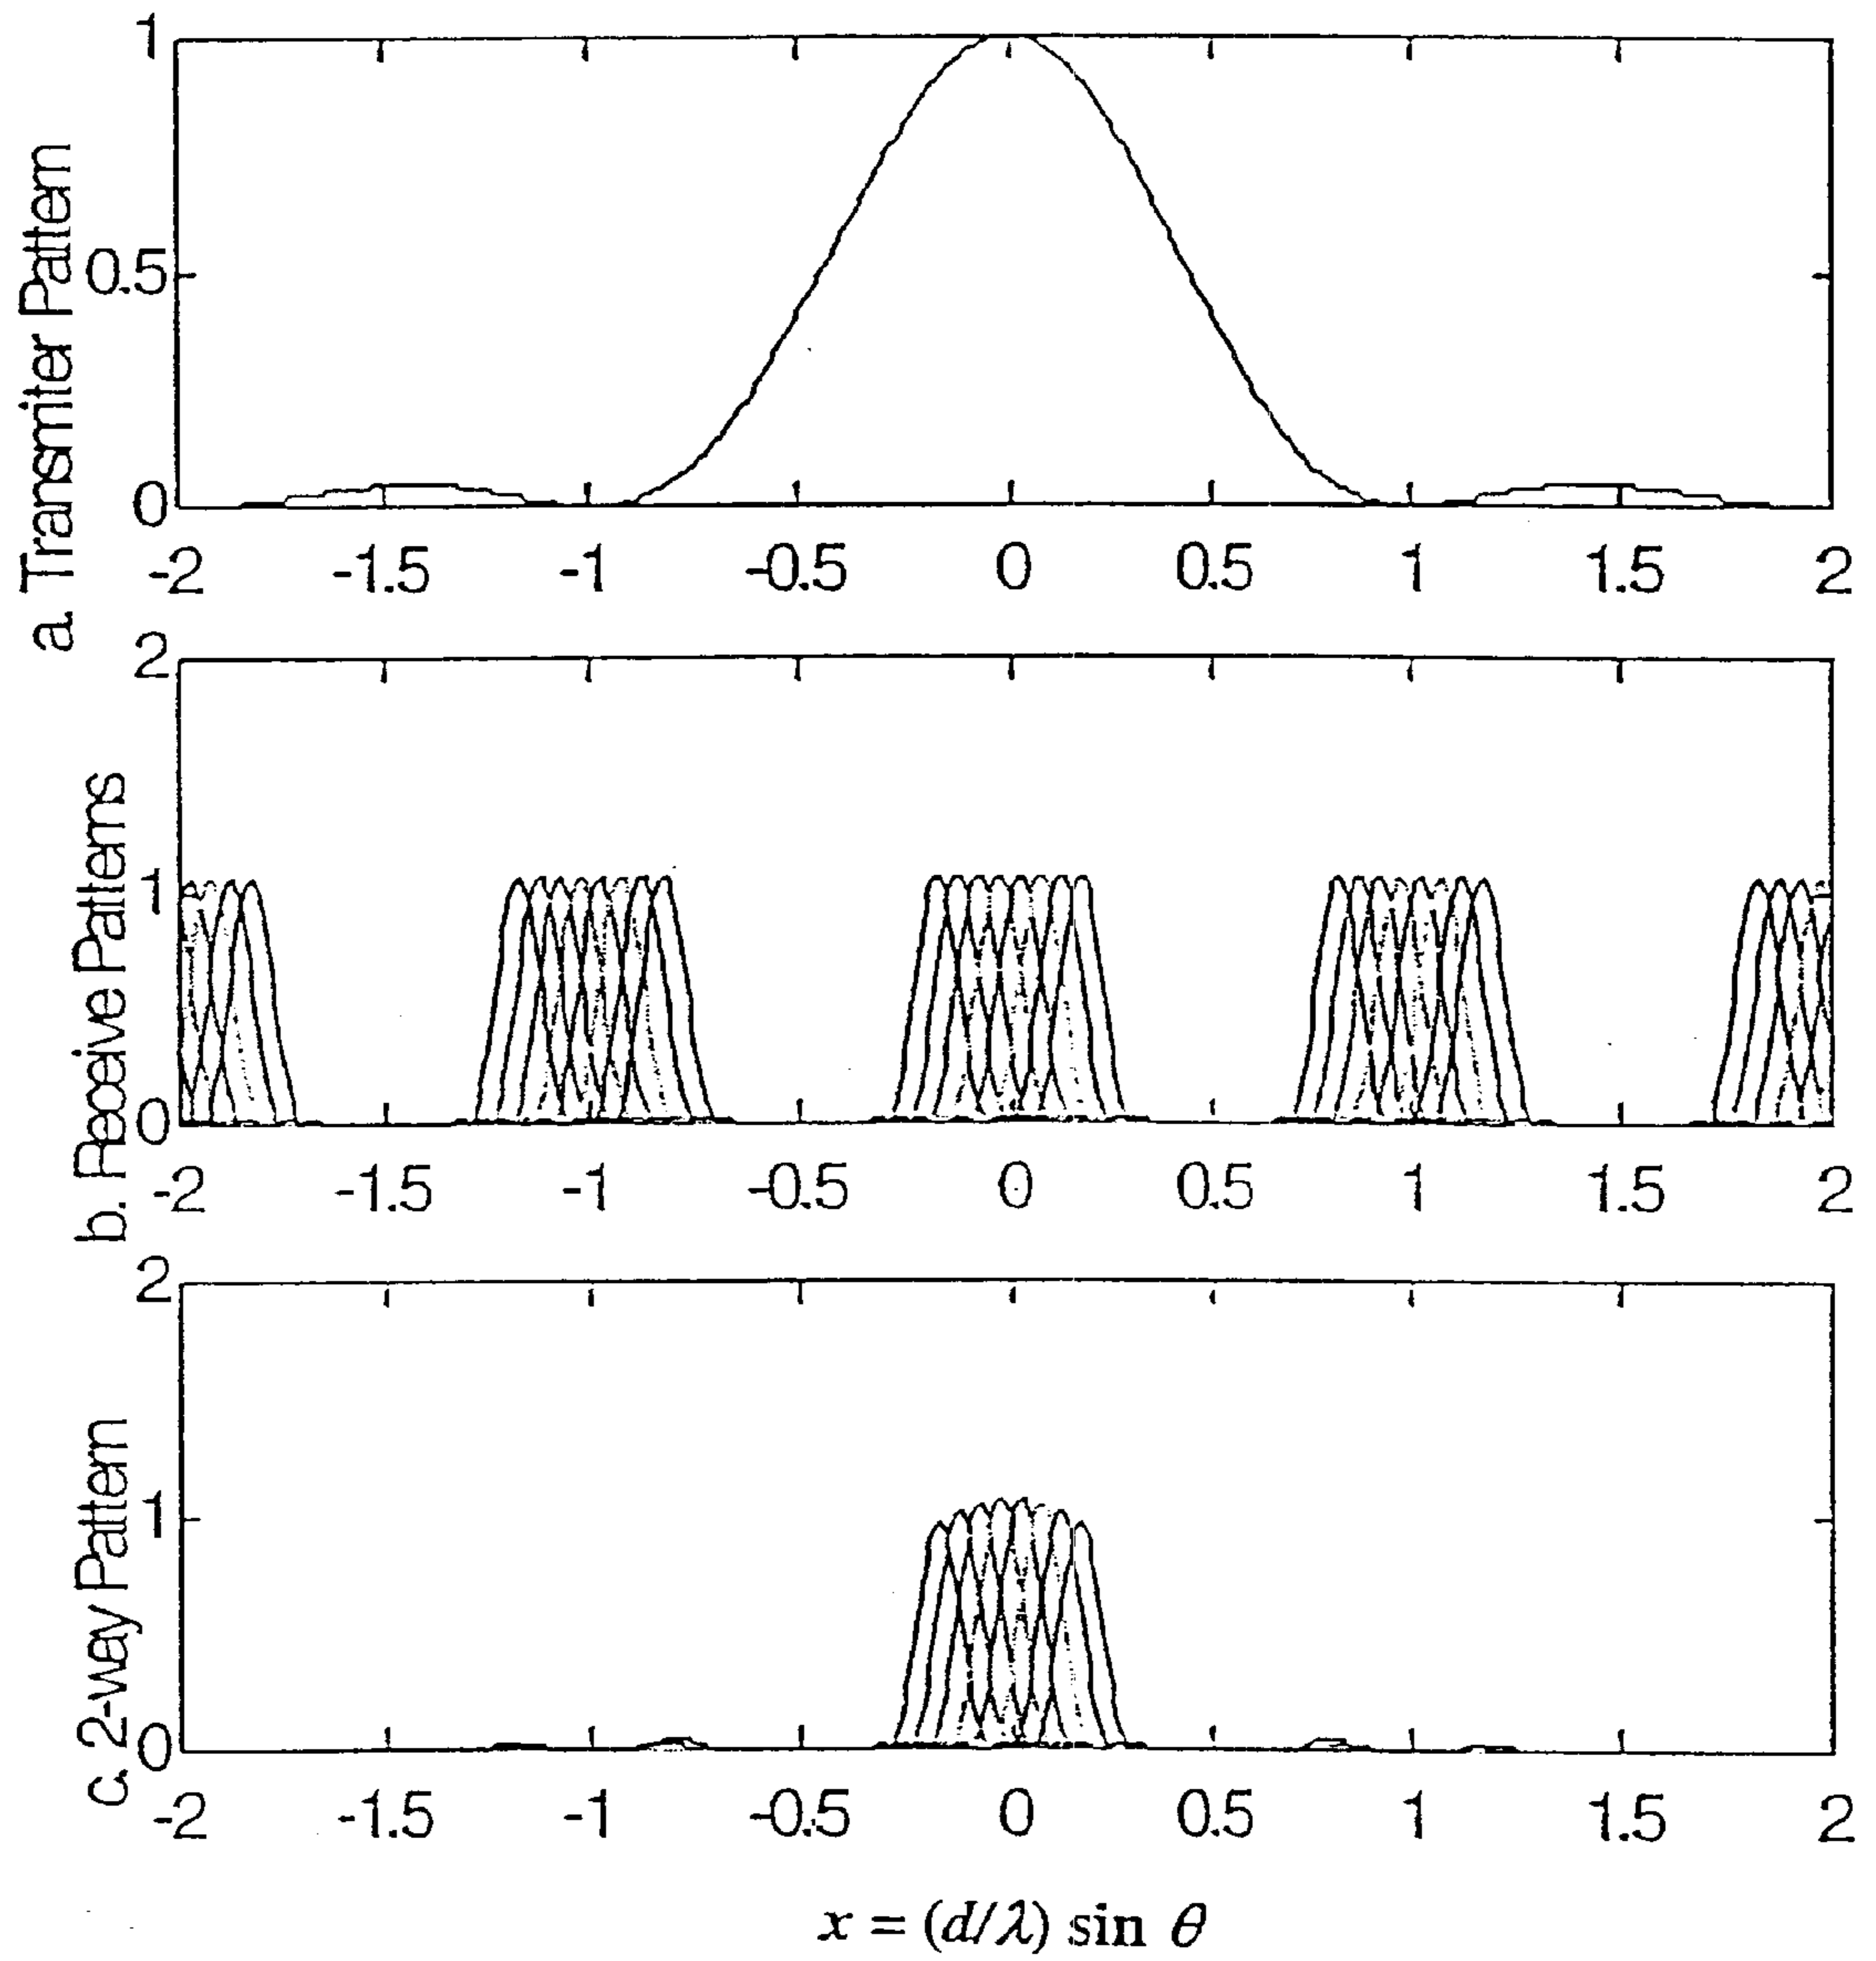 a. Transmiter Pattern
1
0.5
0
-2 -1.5 -1 -0.5 0 0.5 1 1.5 2
b. Receive Patterns
2
1
0
-2 -1.5 -1 -0.5 0 0.5 1 1.5 2
c. 2-way Pattern
2
1
0
-2 -1.5 -1 -0.5 0 0.5 1 1.5 2
x = (d/λ) sin θ